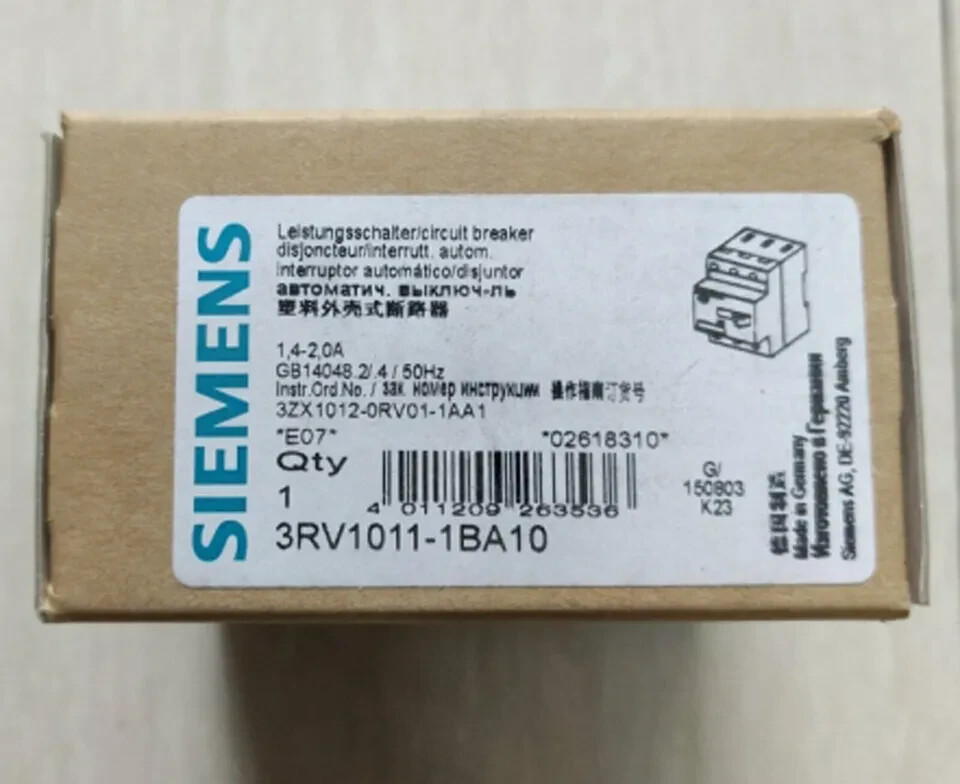 SIEMENS
Leistungsschalter/circuit breaker
disjoncteur/interrutt. autom.
interruptor automático/disjuntor
автоматич. выключ-ль
塑料外壳式断路器
1,4-2,0A
GB14048.2/.4 / 50Hz
Instr.Ord.No. / зак. номер инструкции 操作指南订货号
3ZX1012-0RV01-1AA1
*E07* *02618310*
Qty
1
4 011209 263536
3RV1011-1BA10
G/
150803
K23
德国制造
Made in Germany
Изготовлено в Германии
Siemens AG, DE-92220 Amberg